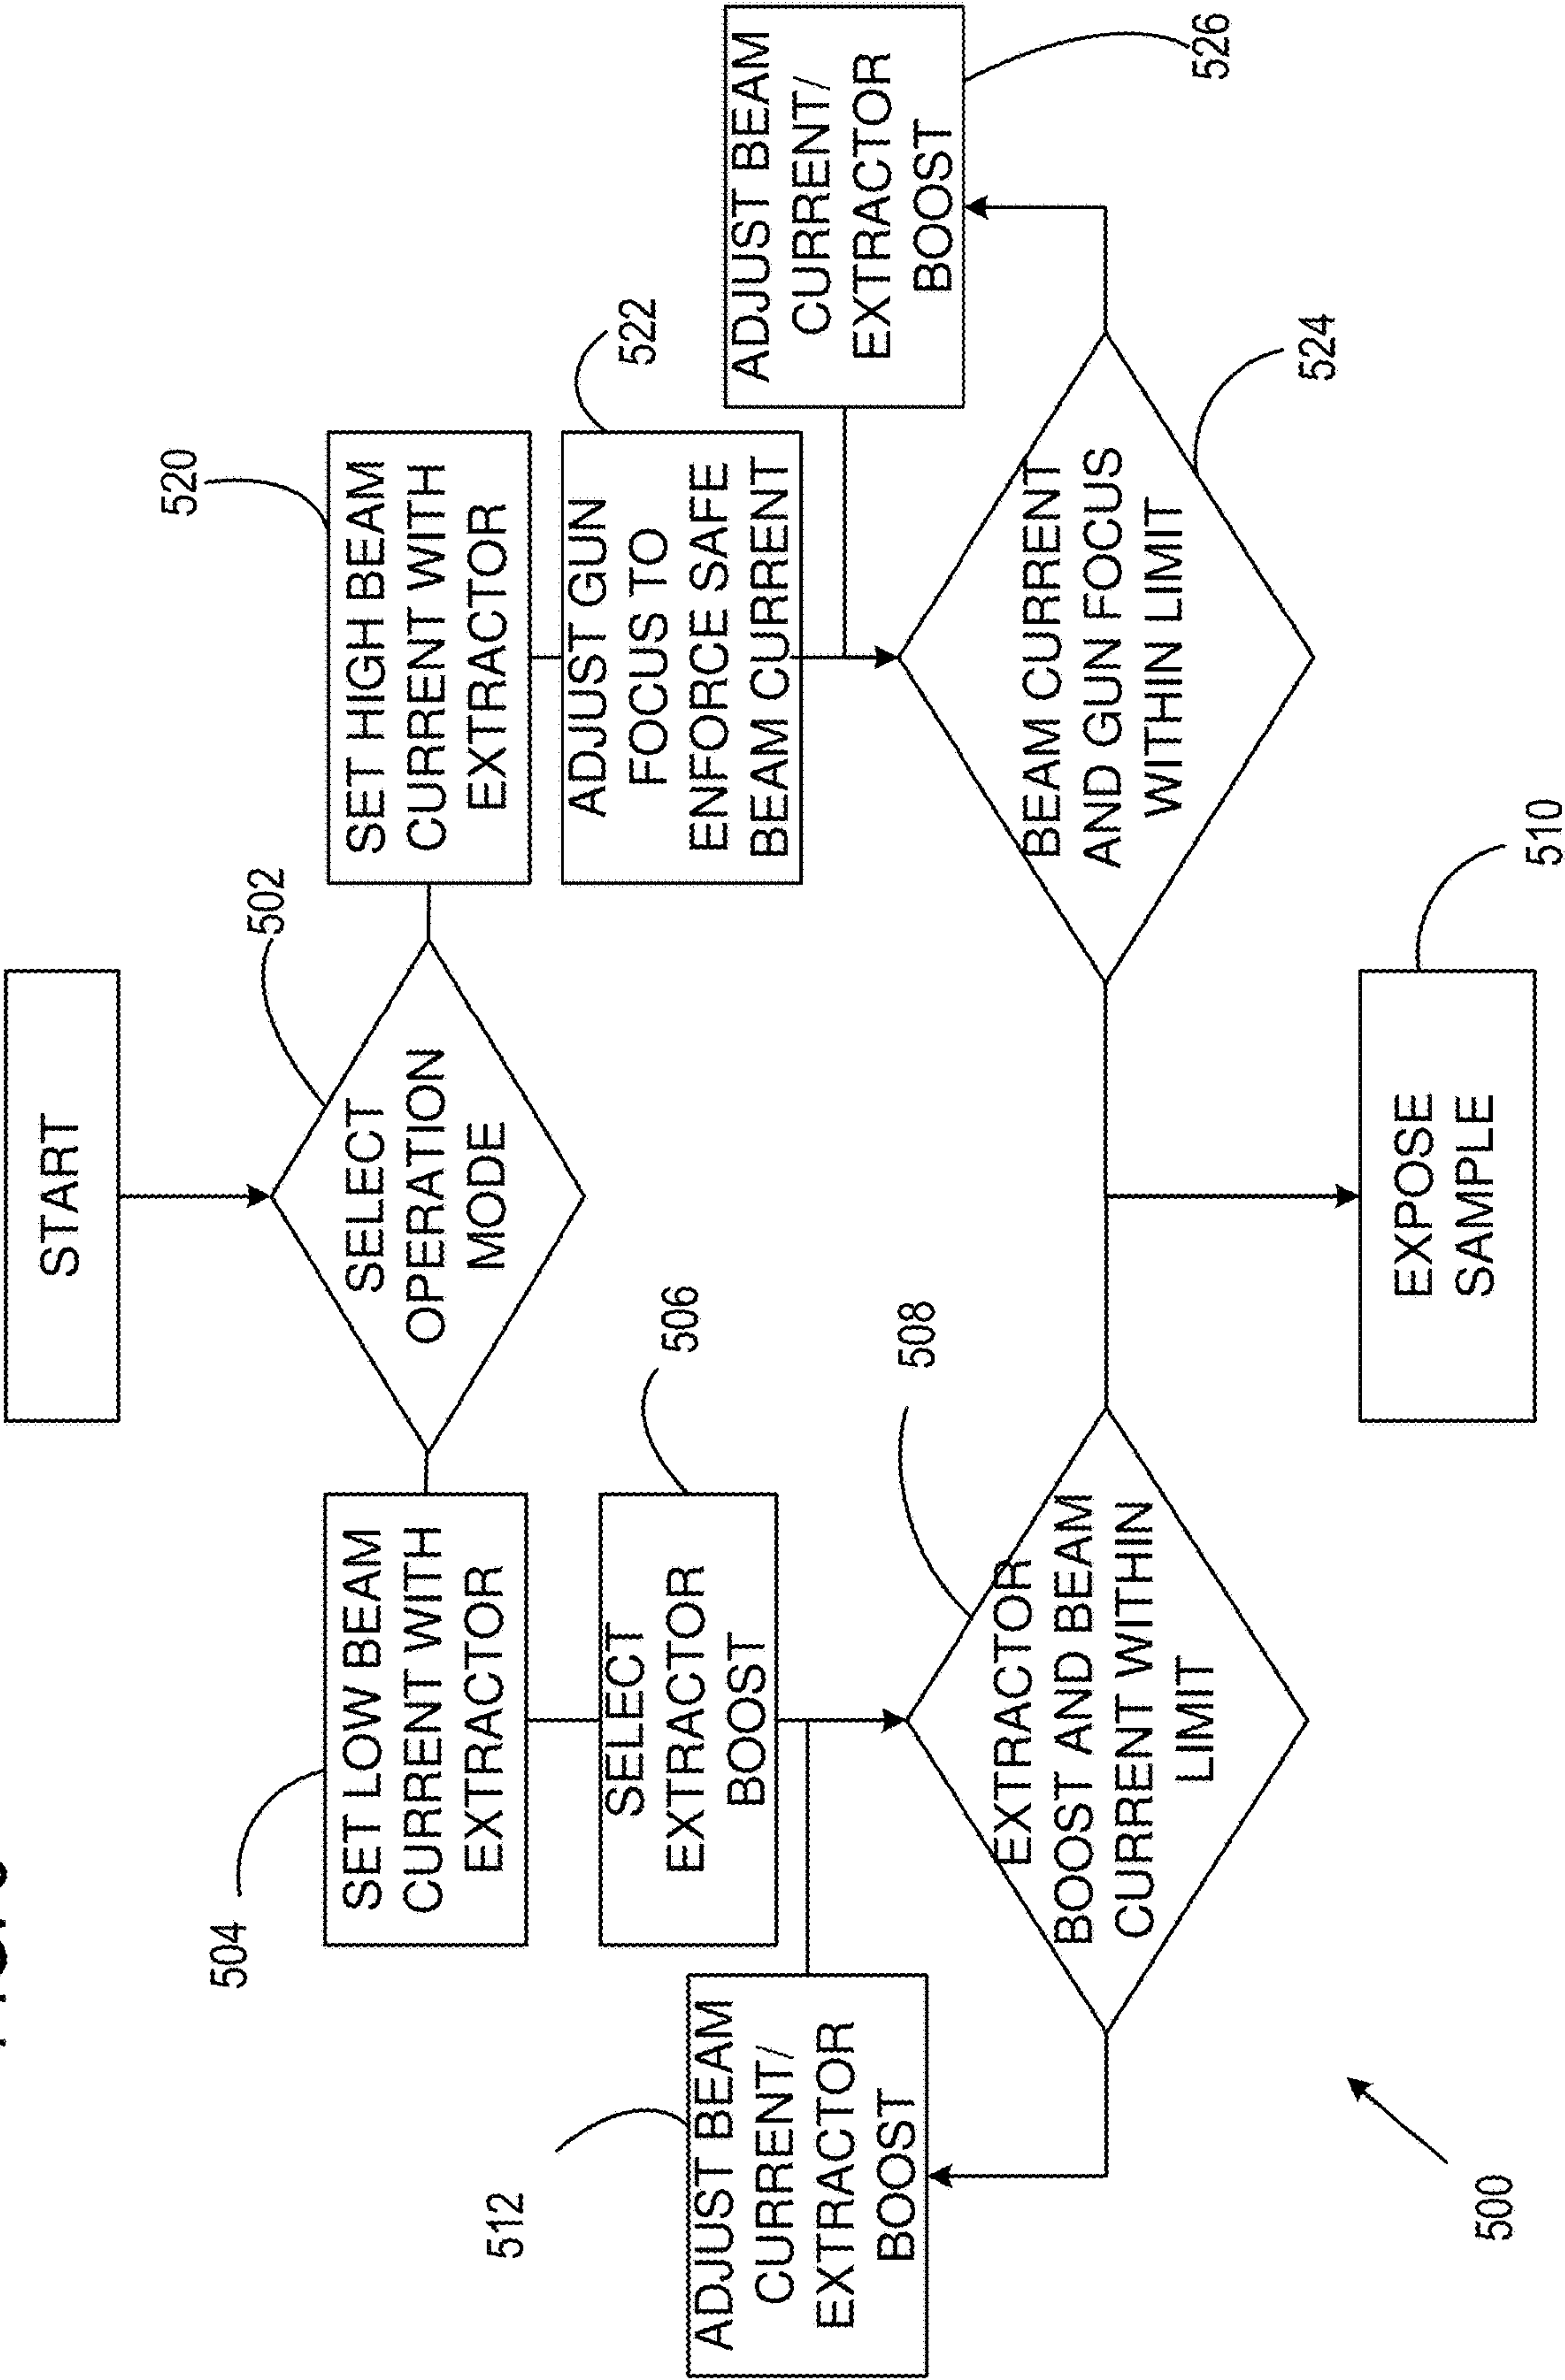 START
502
SELECT
OPERATION
MODE
504
SET LOW BEAM
CURRENT WITH
EXTRACTOR
520
SET HIGH BEAM
CURRENT WITH
EXTRACTOR
506
SELECT
EXTRACTOR
BOOST
522
ADJUST GUN
FOCUS TO
ENFORCE SAFE
BEAM CURRENT
512
ADJUST BEAM
CURRENT/
EXTRACTOR
BOOST
526
ADJUST BEAM
CURRENT/
EXTRACTOR
BOOST
508
EXTRACTOR
BOOST AND BEAM
CURRENT WITHIN
LIMIT
524
BEAM CURRENT
AND GUN FOCUS
WITHIN LIMIT
510
EXPOSE
SAMPLE
500